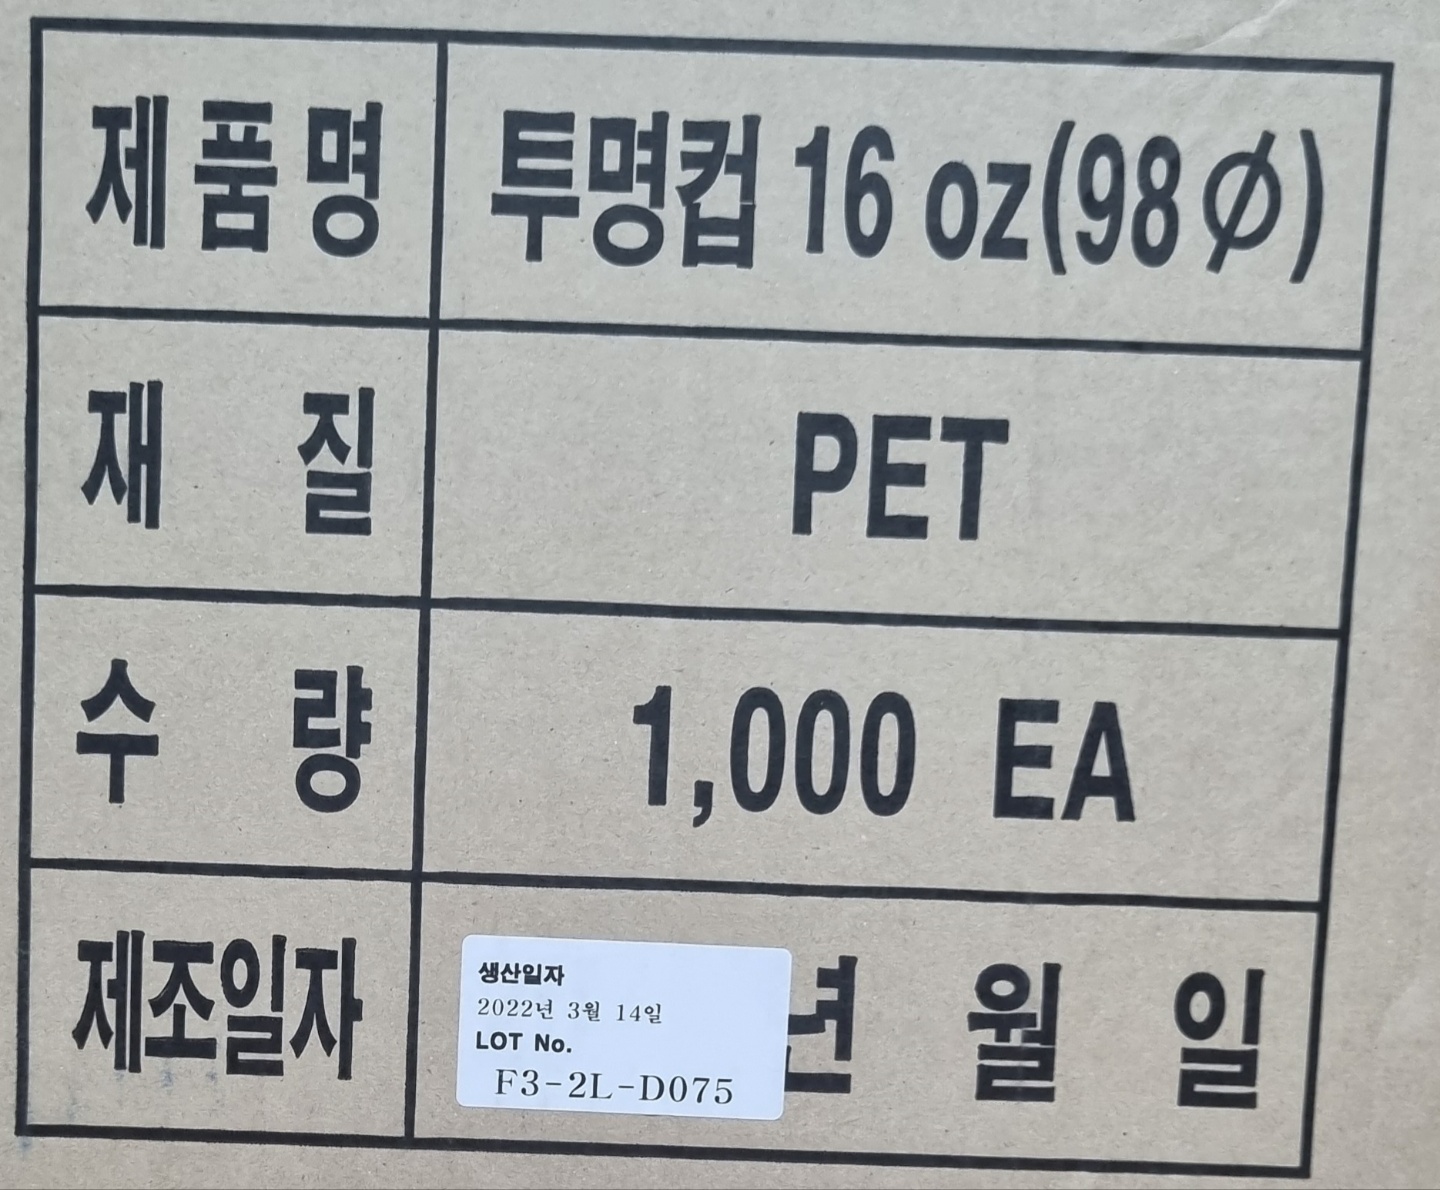 제품명 투명컵 16 oz(98∅)
재질 PET
수량 1,000 EA
제조일자 년 월 일
생산일자
2022년 3월 14일
LOT No.
F3-2L-D075